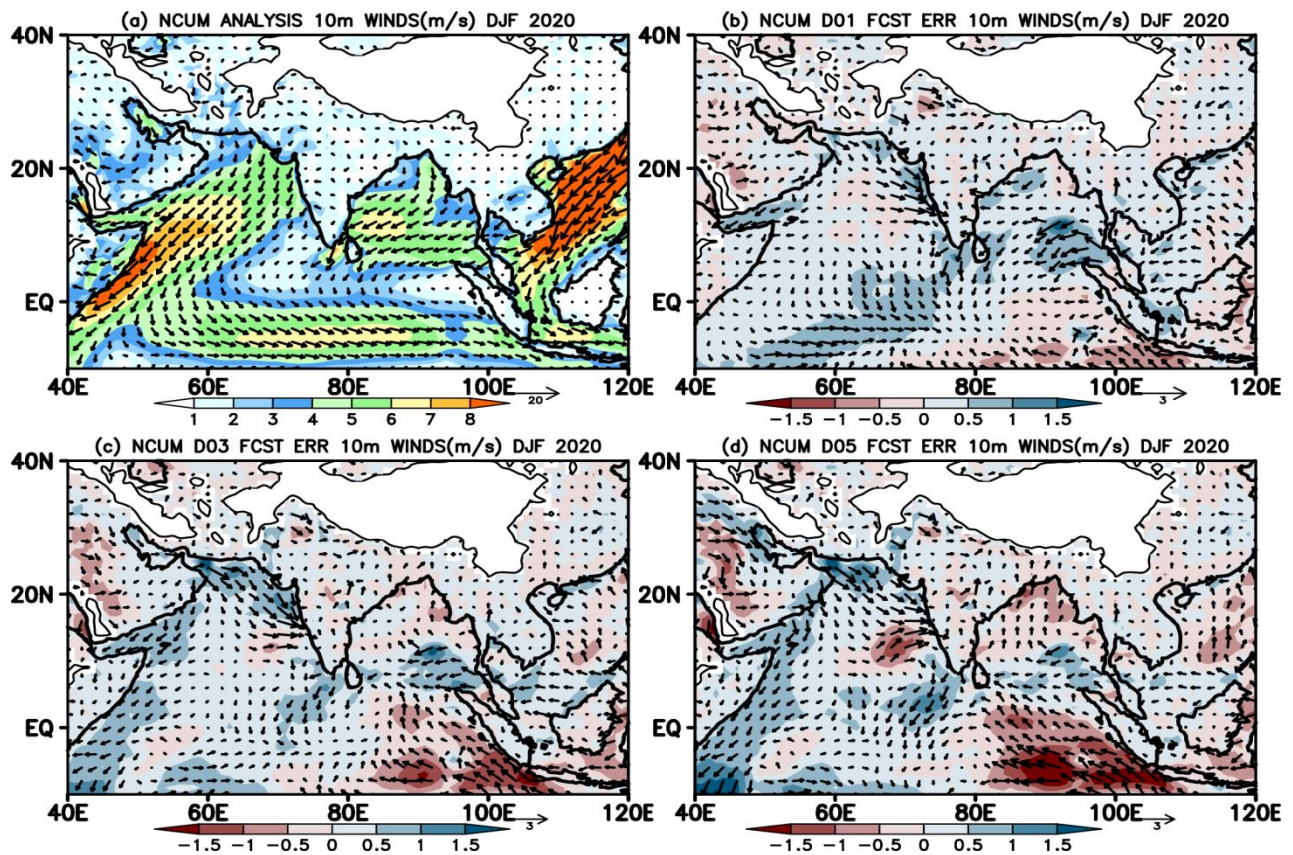 (a) NCUM ANALYSIS 10m WINDS(m/s) DJF 2020
40N
20N
EQ
40E 60E 80E 100E 120E
20
1 2 3 4 5 6 7 8
(b) NCUM D01 FCST ERR 10m WINDS(m/s) DJF 2020
40N
20N
EQ
40E 60E 80E 100E 120E
3
-1.5 -1 -0.5 0 0.5 1 1.5
(c) NCUM D03 FCST ERR 10m WINDS(m/s) DJF 2020
40N
20N
EQ
40E 60E 80E 100E 120E
3
-1.5 -1 -0.5 0 0.5 1 1.5
(d) NCUM D05 FCST ERR 10m WINDS(m/s) DJF 2020
40N
20N
EQ
40E 60E 80E 100E 120E
3
-1.5 -1 -0.5 0 0.5 1 1.5